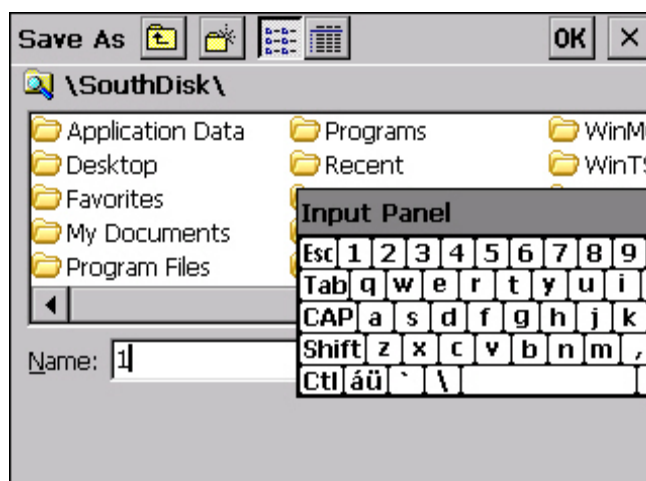 Save As OK ×
\SouthDisk\
Application Data Programs
Desktop Recent
Favorites
My Documents
Program Files
Input Panel
Esc 1 2 3 4 5 6 7 8 9
Tab q w e r t y u i
CAP a s d f g h j k
Shift z x c v b n m ,
Ctl áü ` \
Name: 1